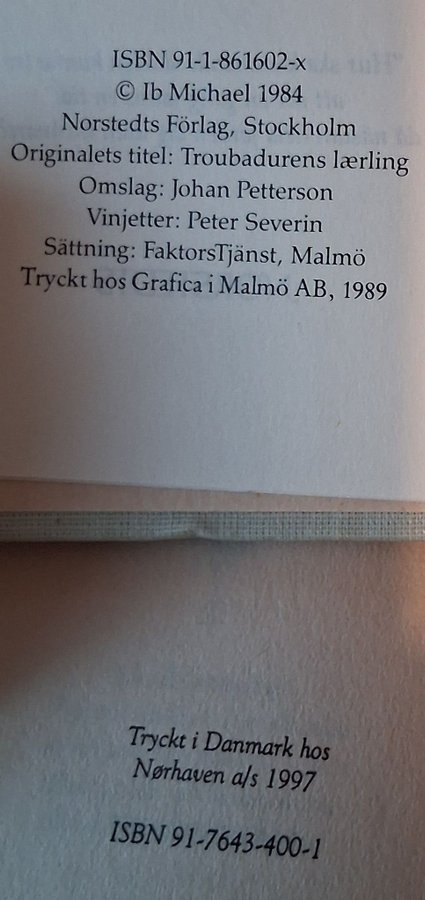 ISBN 91-1-861602-x
© Ib Michael 1984
Norstedts Förlag, Stockholm
Originalets titel: Troubadurens lærling
Omslag: Johan Petterson
Vinjetter: Peter Severin
Sättning: FaktorsTjänst, Malmö
Tryckt hos Grafica i Malmö AB, 1989
Tryckt i Danmark hos
Nørhaven a/s 1997
ISBN 91-7643-400-1